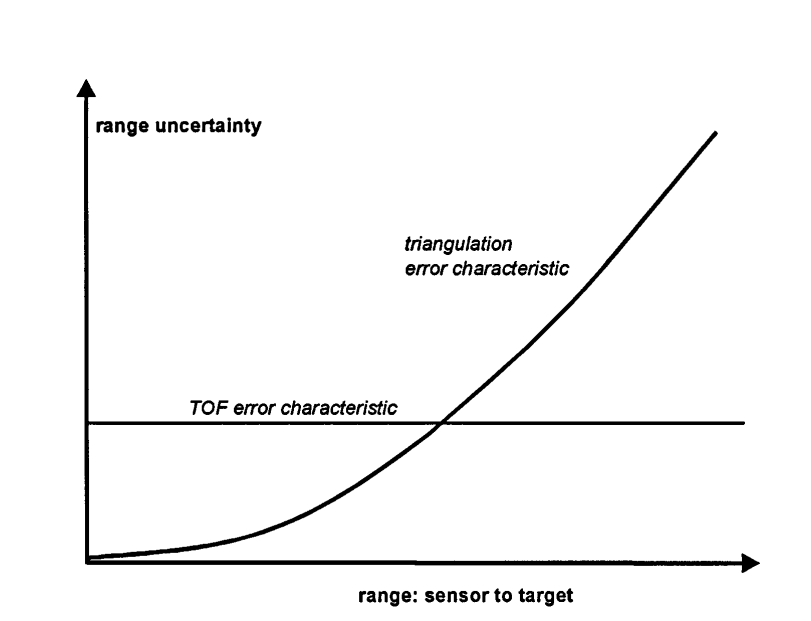 range uncertainty
triangulation
error characteristic
TOF error characteristic
range: sensor to target